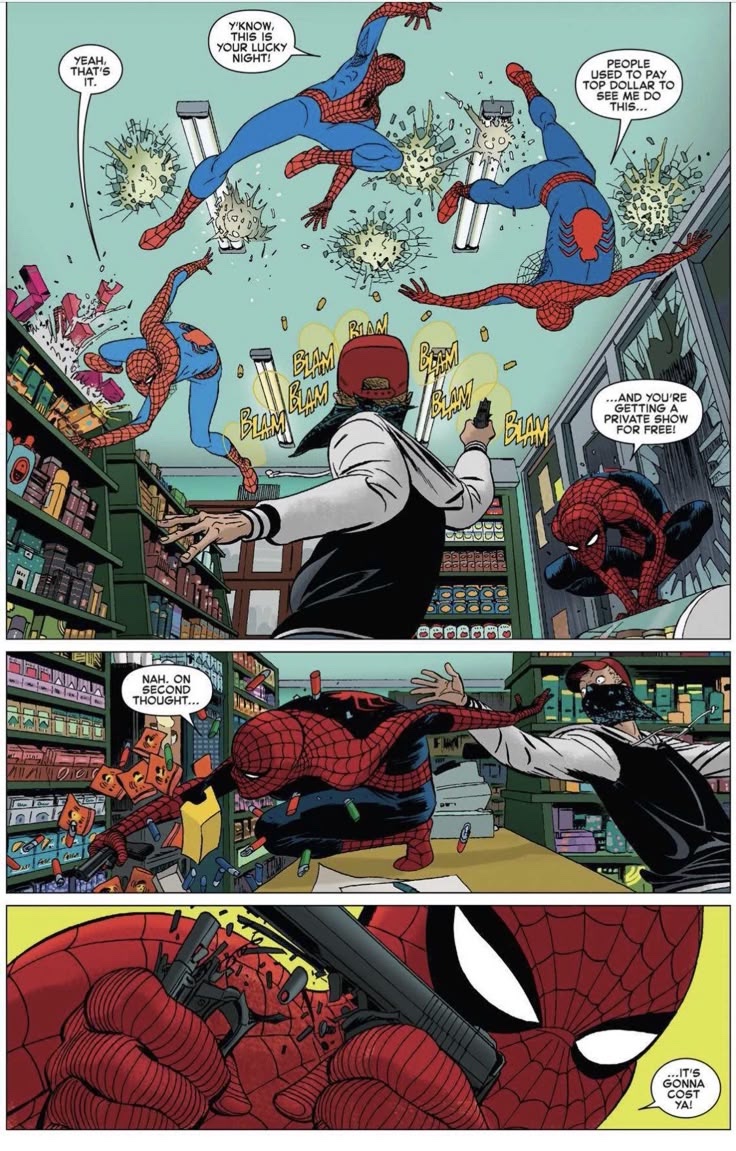 YEAH,
THAT'S
IT.
Y'KNOW,
THIS IS
YOUR LUCKY
NIGHT!
PEOPLE
USED TO PAY
TOP DOLLAR TO
SEE ME DO
THIS...
BLAM
BLAM
BLAM
BLAM
BLAM
BLAM
BLAM
...AND YOU'RE
GETTING A
PRIVATE SHOW
FOR FREE!
NAH. ON
SECOND
THOUGHT...
...IT'S
GONNA
COST
YA!